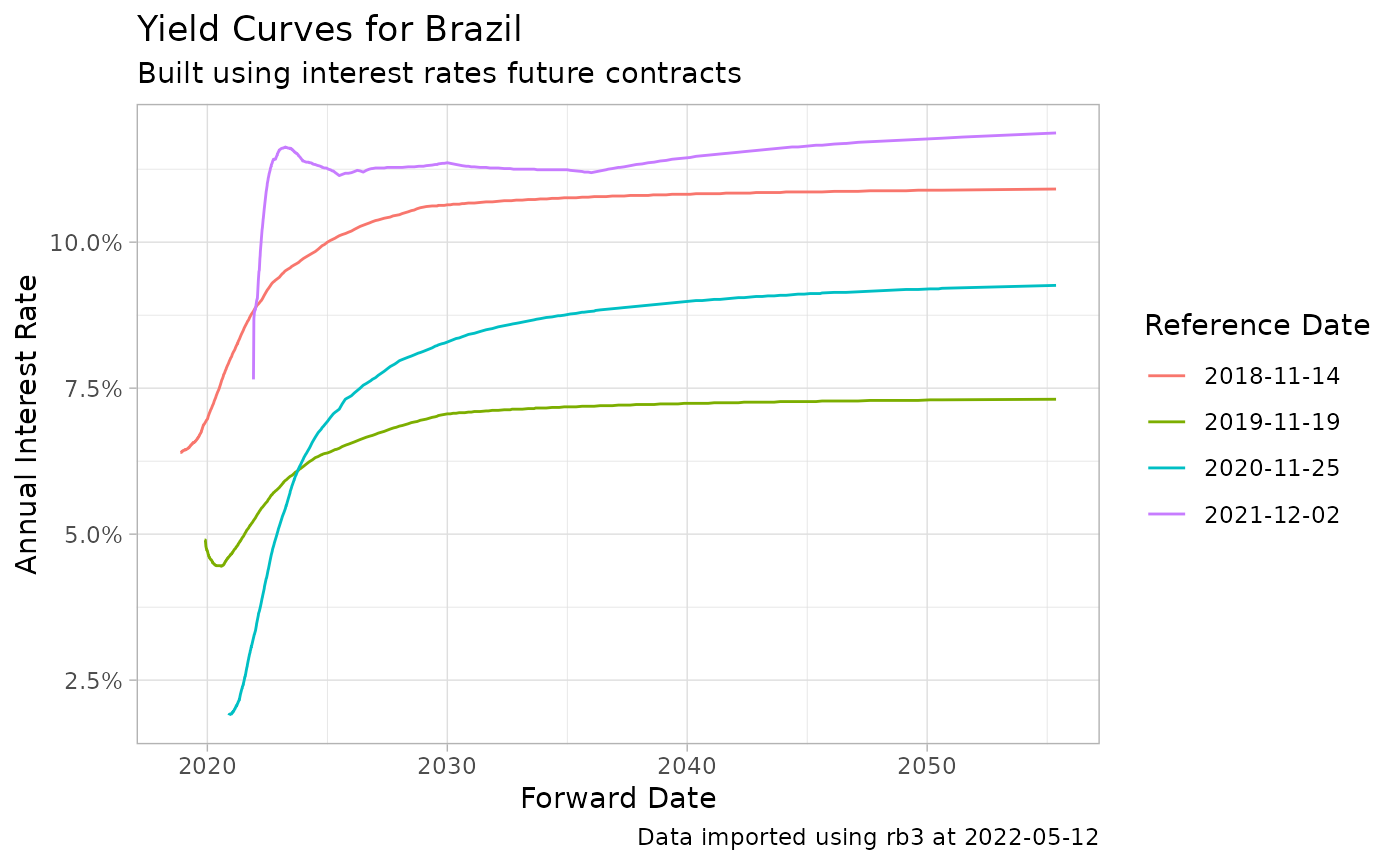 Yield Curves for Brazil
Built using interest rates future contracts
Annual Interest Rate
10.0%
7.5%
5.0%
2.5%
2020
2030
2040
2050
Forward Date
Reference Date
2018-11-14
2019-11-19
2020-11-25
2021-12-02
Data imported using rb3 at 2022-05-12